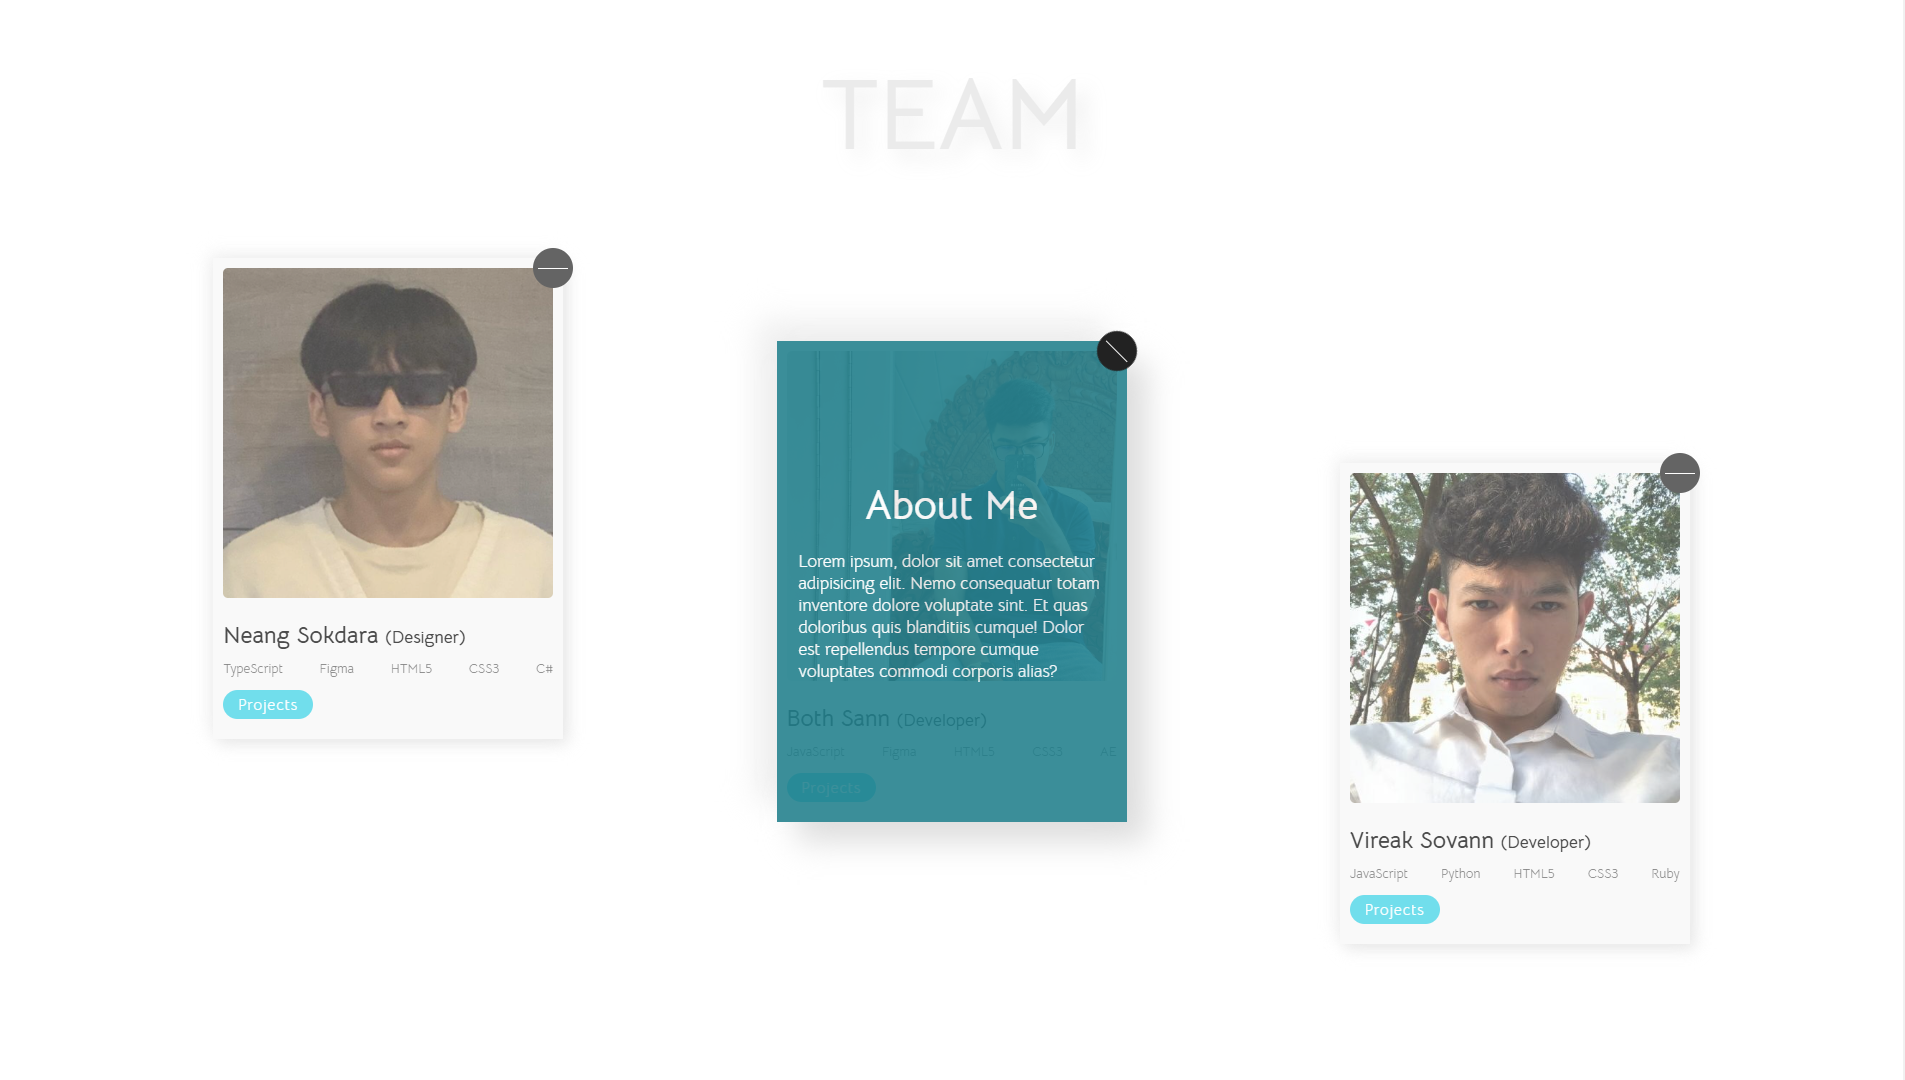 TEAM
Neang Sokdara (Designer)
TypeScript Figma HTML5 CSS3 C#
Projects
About Me
Lorem ipsum, dolor sit amet consectetur
adipisicing elit. Nemo consequatur totam
inventore dolore voluptate sint. Et quas
doloribus quis blanditiis cumque! Dolor
est repellendus tempore cumque
voluptates commodi corporis alias?
Both Sann (Developer)
JavaScript Figma HTML5 CSS3 AE
Projects
Vireak Sovann (Developer)
JavaScript Python HTML5 CSS3 Ruby
Projects